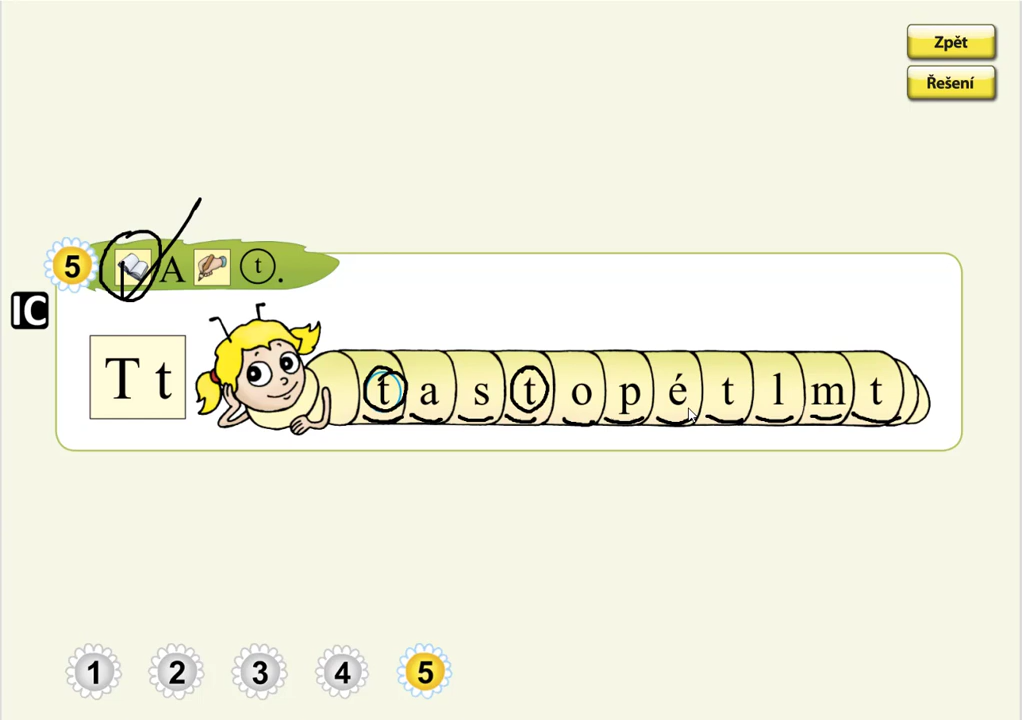 Zpět
Řešení
5 A t.
IC
T t
t a s t o p é t l m t
1 2 3 4 5